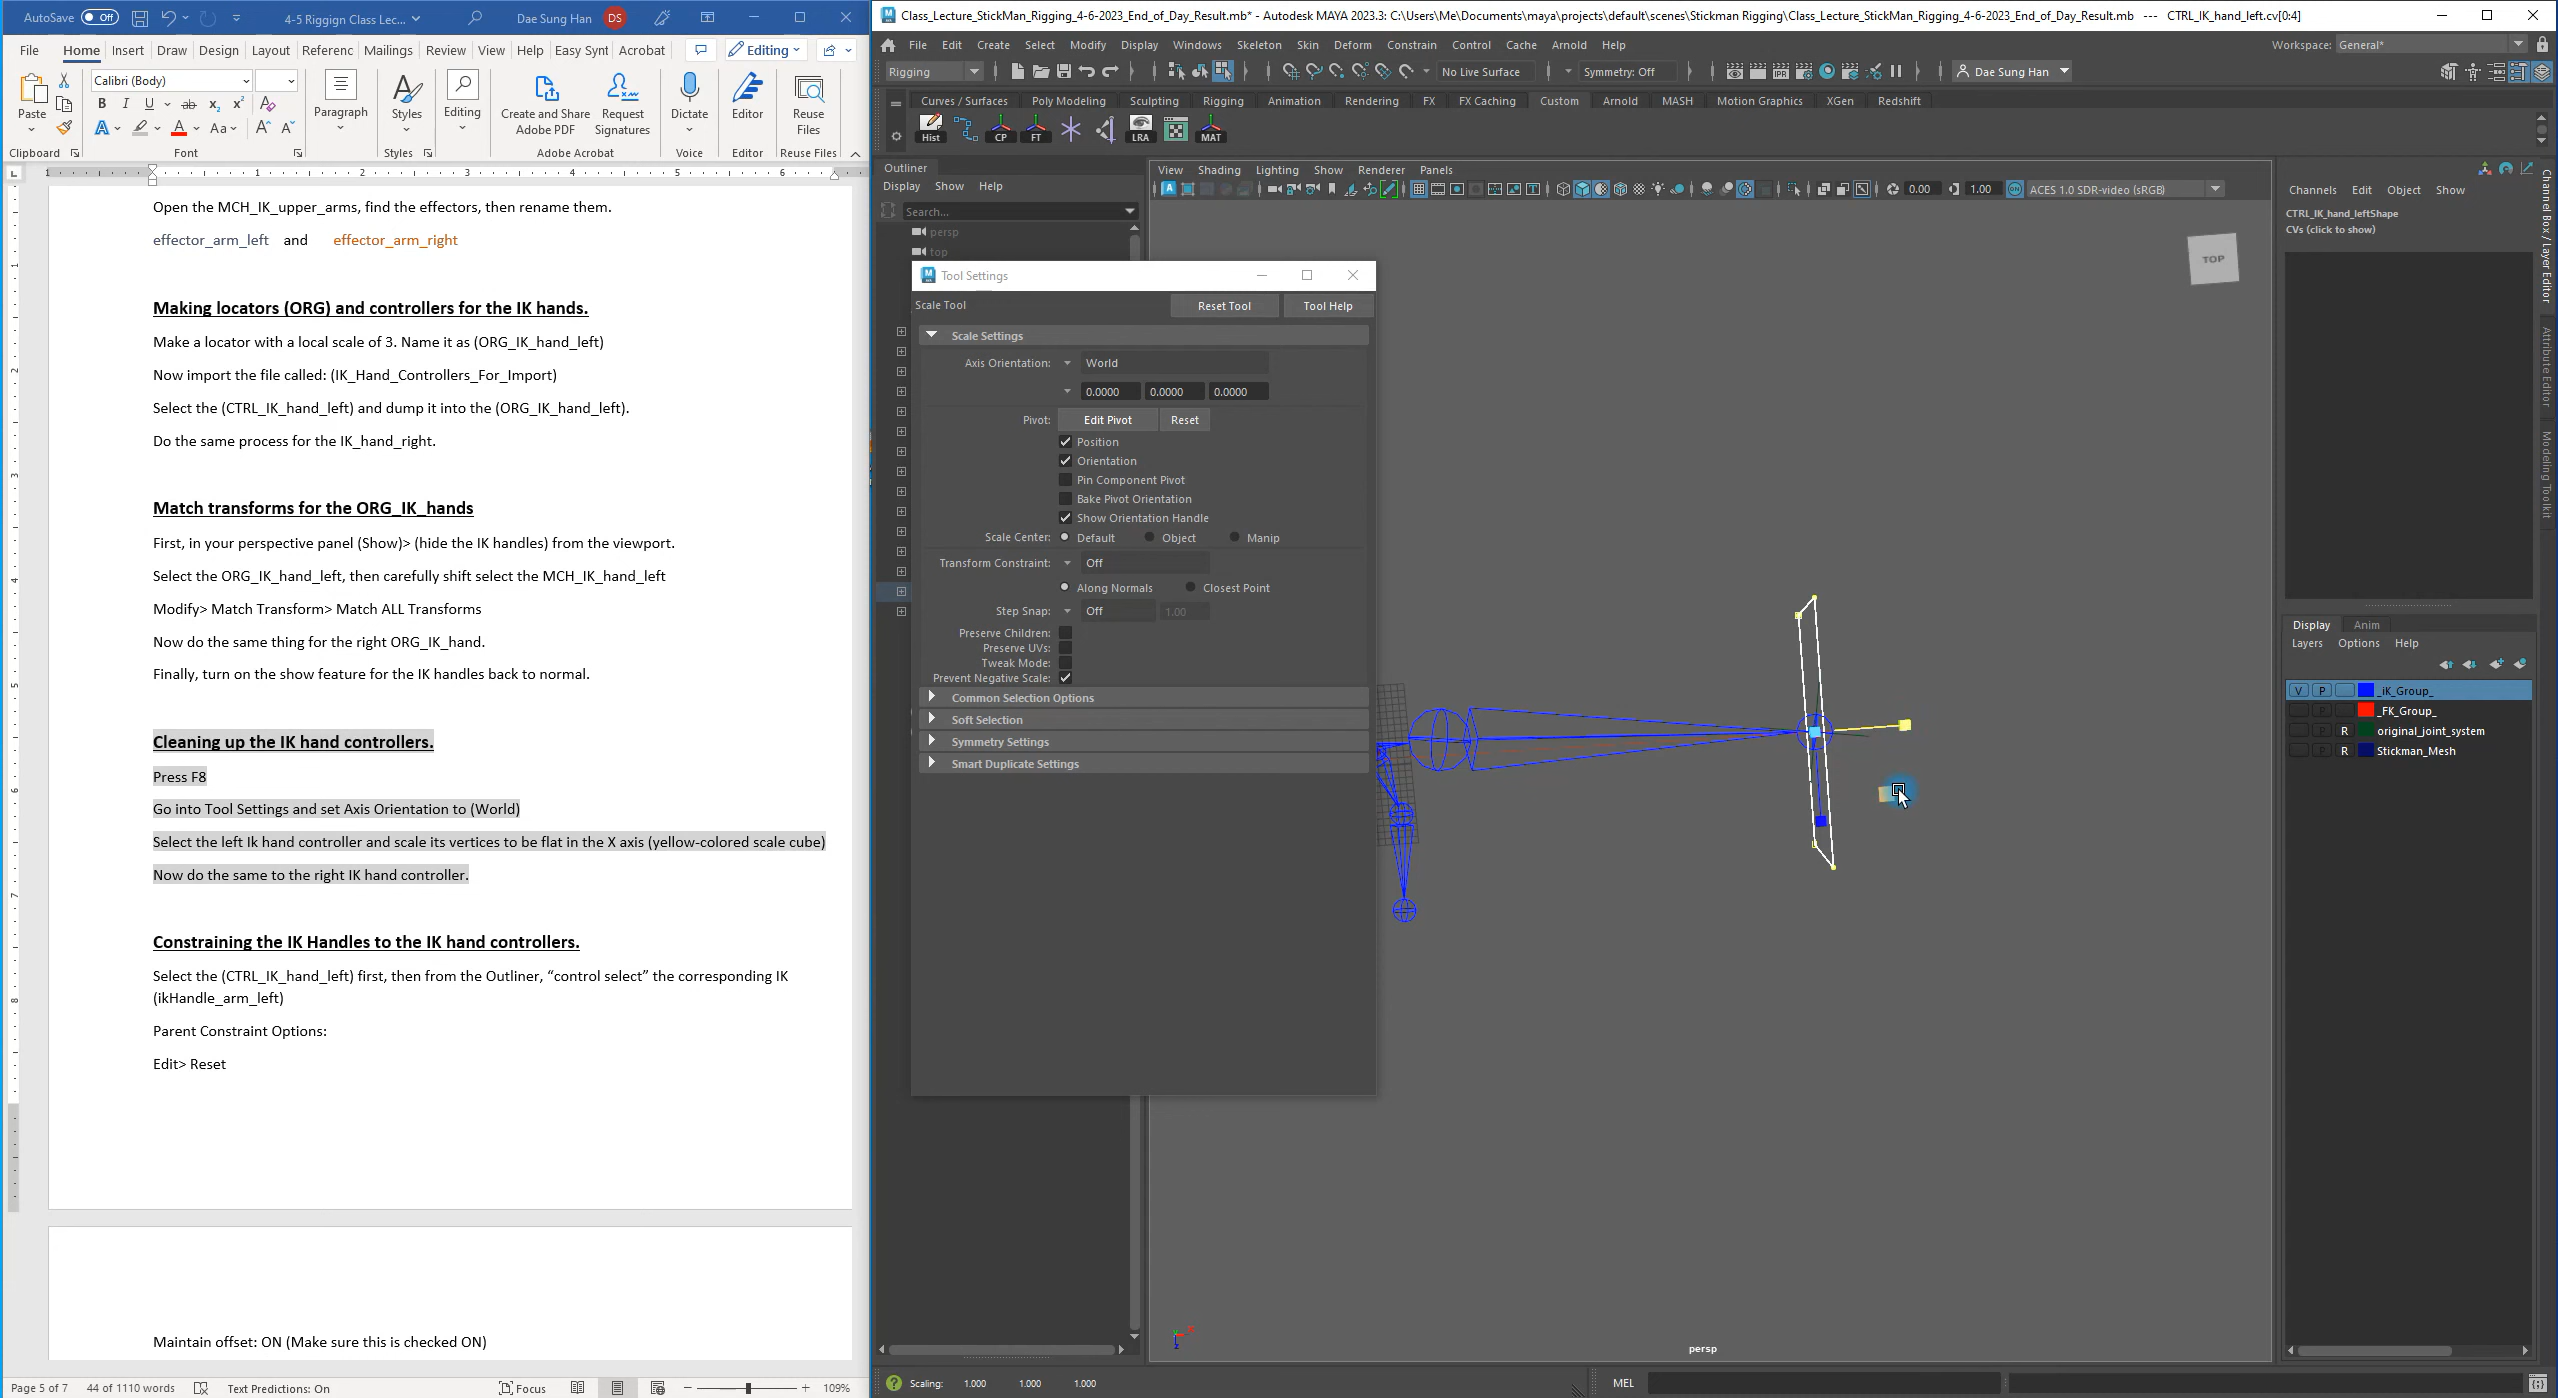 AutoSave Off 4-5 Riggign Class Lec... Dae Sung Han DS
File Home Insert Draw Design Layout Referenc Mailings Review View Help Easy Synt Acrobat Editing
Calibri (Body)
Paste Paragraph Styles Editing Create and Share Adobe PDF Request Signatures Dictate Editor Reuse Files
Clipboard Font Styles Adobe Acrobat Voice Editor Reuse Files
Open the MCH_IK_upper_arms, find the effectors, then rename them.
effector_arm_left and effector_arm_right
Making locators (ORG) and controllers for the IK hands.
Make a locator with a local scale of 3. Name it as (ORG_IK_hand_left)
Now import the file called: (IK_Hand_Controllers_For_Import)
Select the (CTRL_IK_hand_left) and dump it into the (ORG_IK_hand_left).
Do the same process for the IK_hand_right.
Match transforms for the ORG_IK_hands
First, in your perspective panel (Show)> (hide the IK handles) from the viewport.
Select the ORG_IK_hand_left, then carefully shift select the MCH_IK_hand_left
Modify> Match Transform> Match ALL Transforms
Now do the same thing for the right ORG_IK_hand.
Finally, turn on the show feature for the IK handles back to normal.
Cleaning up the IK hand controllers.
Press F8
Go into Tool Settings and set Axis Orientation to (World)
Select the left Ik hand controller and scale its vertices to be flat in the X axis (yellow-colored scale cube)
Now do the same to the right IK hand controller.
Constraining the IK Handles to the IK hand controllers.
Select the (CTRL_IK_hand_left) first, then from the Outliner, “control select” the corresponding IK
(ikHandle_arm_left)
Parent Constraint Options:
Edit> Reset
Maintain offset: ON (Make sure this is checked ON)
Page 5 of 7 44 of 1110 words Text Predictions: On Focus 109%
Class_Lecture_StickMan_Rigging_4-6-2023_End_of_Day_Result.mb* - Autodesk MAYA 2023.3: C:\Users\Me\Documents\maya\projects\default\scenes\Stickman Rigging\Class_Lecture_StickMan_Rigging_4-6-2023_End_of_Day_Result.mb --- CTRL_IK_hand_left.cv[0:4]
File Edit Create Select Modify Display Windows Skeleton Skin Deform Constrain Control Cache Arnold Help Workspace: General*
Rigging No Live Surface Symmetry: Off Dae Sung Han
Curves / Surfaces Poly Modeling Sculpting Rigging Animation Rendering FX FX Caching Custom Arnold MASH Motion Graphics XGen Redshift
Hist CP FT LRA MAT
Outliner
Display Show Help
Search...
persp
top
View Shading Lighting Show Renderer Panels
0.00 1.00 ACES 1.0 SDR-video (sRGB)
TOP
Tool Settings
Scale Tool Reset Tool Tool Help
Scale Settings
Axis Orientation: World
0.0000 0.0000 0.0000
Pivot: Edit Pivot Reset
Position
Orientation
Pin Component Pivot
Bake Pivot Orientation
Show Orientation Handle
Scale Center: Default Object Manip
Transform Constraint: Off
Along Normals Closest Point
Step Snap: Off 1.00
Preserve Children:
Preserve UVs:
Tweak Mode:
Prevent Negative Scale:
Common Selection Options
Soft Selection
Symmetry Settings
Smart Duplicate Settings
persp
Channels Edit Object Show
CTRL_IK_hand_leftShape
CVs (click to show)
Display Anim
Layers Options Help
V P _iK_Group_
P _FK_Group_
P R original_joint_system
P R Stickman_Mesh
Channel Box / Layer Editor
Attribute Editor
Modeling Toolkit
Scaling: 1.000 1.000 1.000 MEL